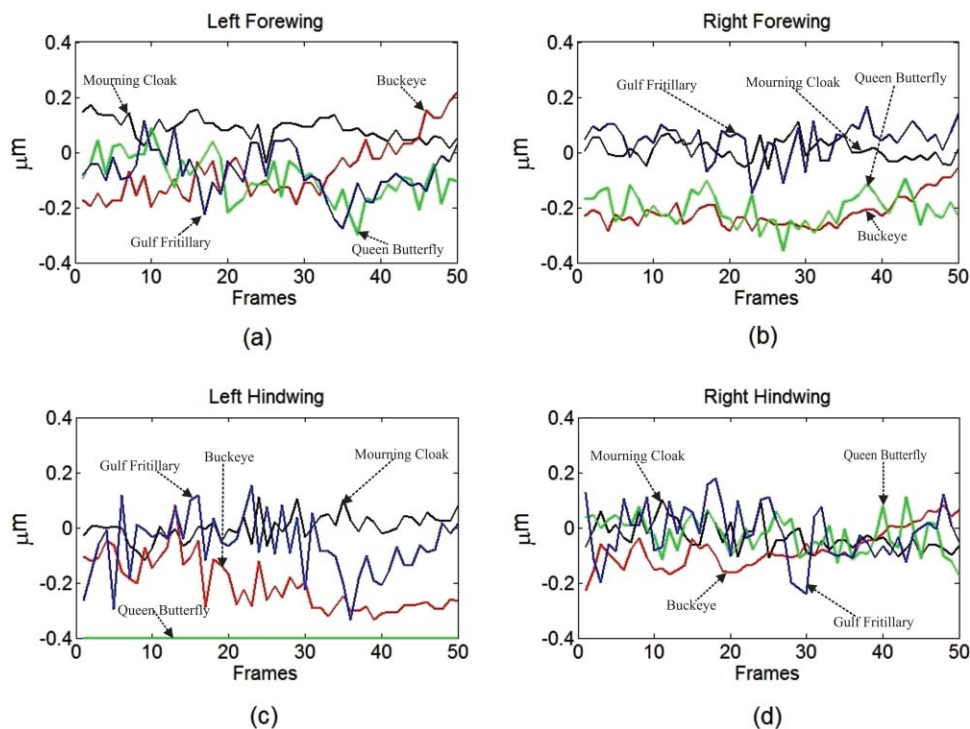 Left Forewing
0.4
0.2
0
-0.2
-0.4
μm
Mourning Cloak
Buckeye
Gulf Fritillary
Queen Butterfly
0 10 20 30 40 50
Frames
(a)
Right Forewing
0.4
0.2
0
-0.2
-0.4
μm
Gulf Fritillary
Mourning Cloak
Queen Butterfly
Buckeye
0 10 20 30 40 50
Frames
(b)
Left Hindwing
0.4
0.2
0
-0.2
-0.4
μm
Gulf Fritillary
Buckeye
Mourning Cloak
Queen Butterfly
0 10 20 30 40 50
Frames
(c)
Right Hindwing
0.4
0.2
0
-0.2
-0.4
μm
Mourning Cloak
Queen Butterfly
Buckeye
Gulf Fritillary
0 10 20 30 40 50
Frames
(d)